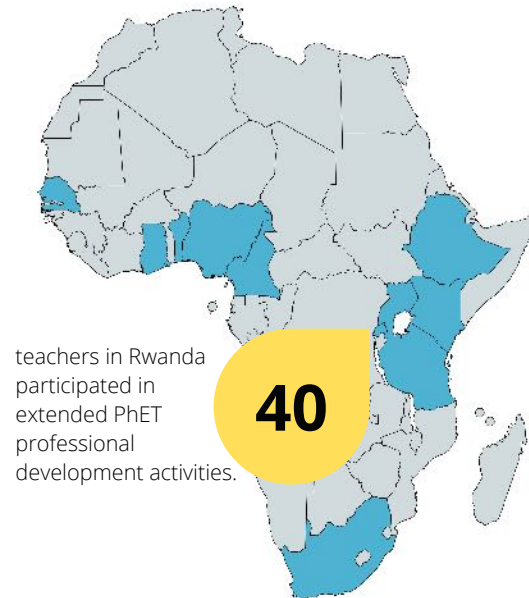 teachers in Rwanda
participated in
extended PhET
professional
development activities.
40